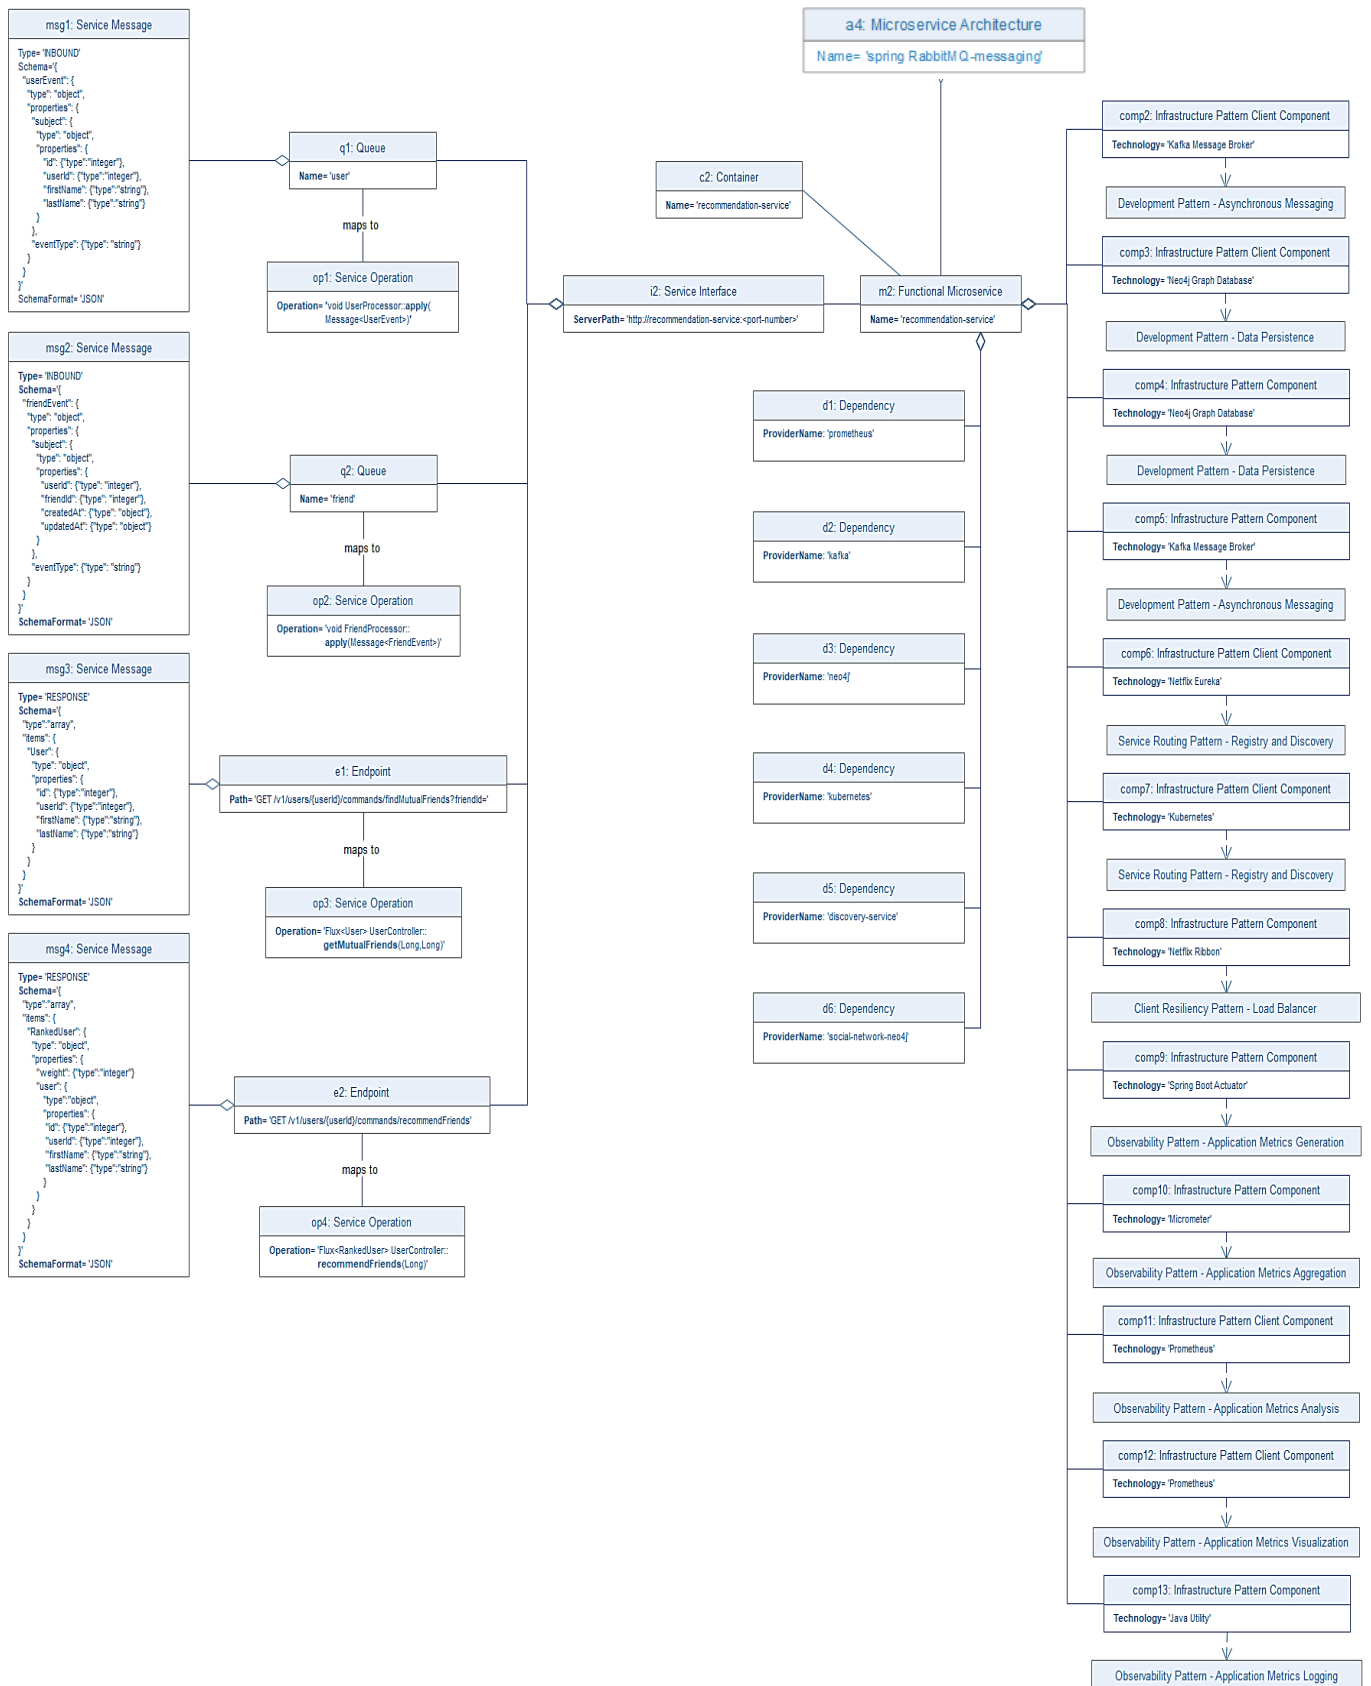 msg1: Service Message
Type= 'INBOUND'
Schema='{
"userEvent": {
"type": "object",
"properties": {
"subject": {
"type": "object",
"properties": {
"id": {"type":"integer"},
"userId": {"type":"integer"},
"firstName": {"type":"string"},
"lastName": {"type":"string"}
}
},
"eventType": {"type": "string"}
}
}
}'
SchemaFormat= 'JSON'
msg2: Service Message
Type= 'INBOUND'
Schema='{
"friendEvent": {
"type": "object",
"properties": {
"subject": {
"type": "object",
"properties": {
"userId": {"type": "integer"},
"friendId": {"type": "integer"},
"createdAt": {"type": "object"},
"updatedAt": {"type": "object"}
}
},
"eventType": {"type": "string"}
}
}
}'
SchemaFormat= 'JSON'
msg3: Service Message
Type= 'RESPONSE'
Schema='{
"type":"array",
"items": {
"User": {
"type": "object",
"properties": {
"id": {"type":"integer"},
"userId": {"type":"integer"},
"firstName": {"type":"string"},
"lastName": {"type":"string"}
}
}
}
}'
SchemaFormat= 'JSON'
msg4: Service Message
Type= 'RESPONSE'
Schema='{
"type":"array",
"items": {
"RankedUser": {
"type": "object",
"properties": {
"weight": {"type":"integer"}
"user": {
"type":"object",
"properties": {
"id": {"type":"integer"},
"userId": {"type":"integer"},
"firstName": {"type":"string"},
"lastName": {"type":"string"}
}
}
}
}
}
}'
SchemaFormat= 'JSON'
q1: Queue
Name= 'user'
maps to
op1: Service Operation
Operation= 'void UserProcessor::apply(
Message<UserEvent>)'
q2: Queue
Name= 'friend'
maps to
op2: Service Operation
Operation= 'void FriendProcessor::
apply(Message<FriendEvent>)'
e1: Endpoint
Path= 'GET /v1/users/{userId}/commands/findMutualFriends?friendId='
maps to
op3: Service Operation
Operation= 'Flux<User> UserController::
getMutualFriends(Long,Long)'
e2: Endpoint
Path= 'GET /v1/users/{userId}/commands/recommendFriends'
maps to
op4: Service Operation
Operation= 'Flux<RankedUser> UserController::
recommendFriends(Long)'
a4: Microservice Architecture
Name= 'spring RabbitMQ-messaging'
c2: Container
Name= 'recommendation-service'
i2: Service Interface
ServerPath= 'http://recommendation-service:<port-number>'
m2: Functional Microservice
Name= 'recommendation-service'
d1: Dependency
ProviderName: 'prometheus'
d2: Dependency
ProviderName: 'kafka'
d3: Dependency
ProviderName: 'neo4j'
d4: Dependency
ProviderName: 'kubernetes'
d5: Dependency
ProviderName: 'discovery-service'
d6: Dependency
ProviderName: 'social-network-neo4j'
comp2: Infrastructure Pattern Client Component
Technology= 'Kafka Message Broker'
Development Pattern - Asynchronous Messaging
comp3: Infrastructure Pattern Client Component
Technology= 'Neo4j Graph Database'
Development Pattern - Data Persistence
comp4: Infrastructure Pattern Component
Technology= 'Neo4j Graph Database'
Development Pattern - Data Persistence
comp5: Infrastructure Pattern Component
Technology= 'Kafka Message Broker'
Development Pattern - Asynchronous Messaging
comp6: Infrastructure Pattern Client Component
Technology= 'Netflix Eureka'
Service Routing Pattern - Registry and Discovery
comp7: Infrastructure Pattern Client Component
Technology= 'Kubernetes'
Service Routing Pattern - Registry and Discovery
comp8: Infrastructure Pattern Component
Technology= 'Netflix Ribbon'
Client Resiliency Pattern - Load Balancer
comp9: Infrastructure Pattern Component
Technology= 'Spring Boot Actuator'
Observability Pattern - Application Metrics Generation
comp10: Infrastructure Pattern Component
Technology= 'Micrometer'
Observability Pattern - Application Metrics Aggregation
comp11: Infrastructure Pattern Client Component
Technology= 'Prometheus'
Observability Pattern - Application Metrics Analysis
comp12: Infrastructure Pattern Client Component
Technology= 'Prometheus'
Observability Pattern - Application Metrics Visualization
comp13: Infrastructure Pattern Component
Technology= 'Java Utility'
Observability Pattern - Application Metrics Logging